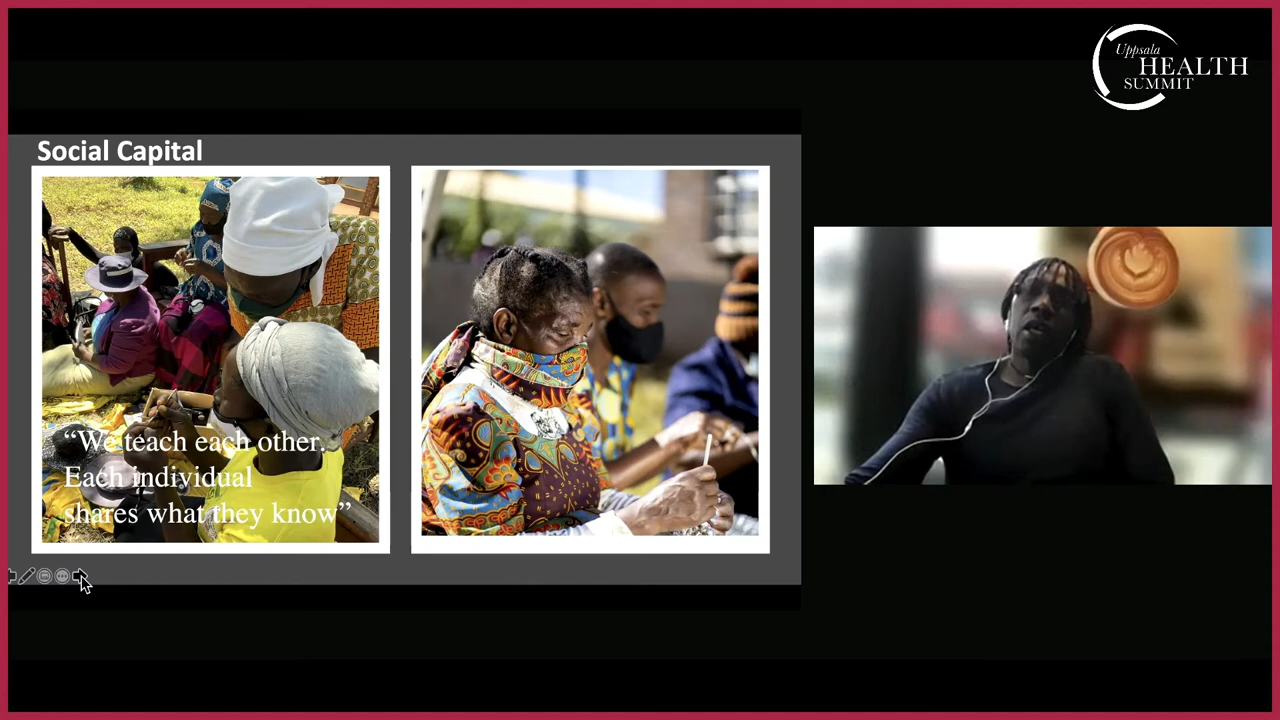 Uppsala
HEALTH
SUMMIT
Social Capital
“We teach each other.
Each individual
shares what they know”